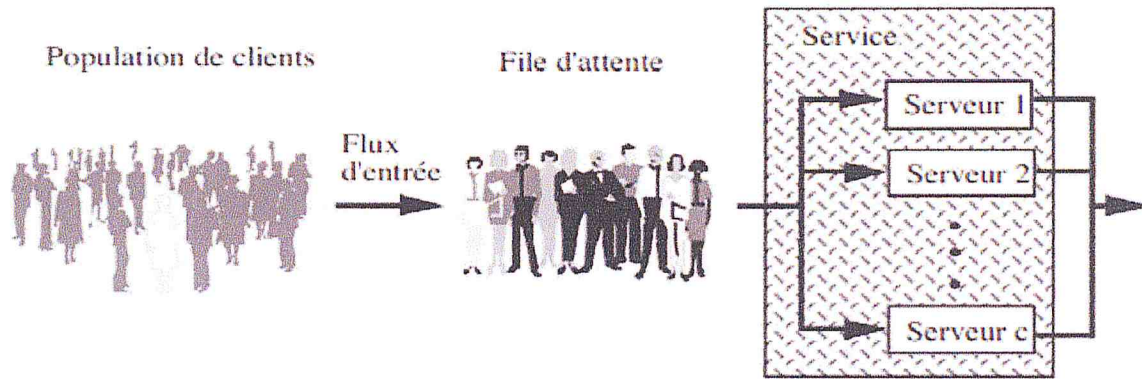 Population de clients
Flux
d'entrée
File d'attente
Service
Serveur 1
Serveur 2
Serveur c